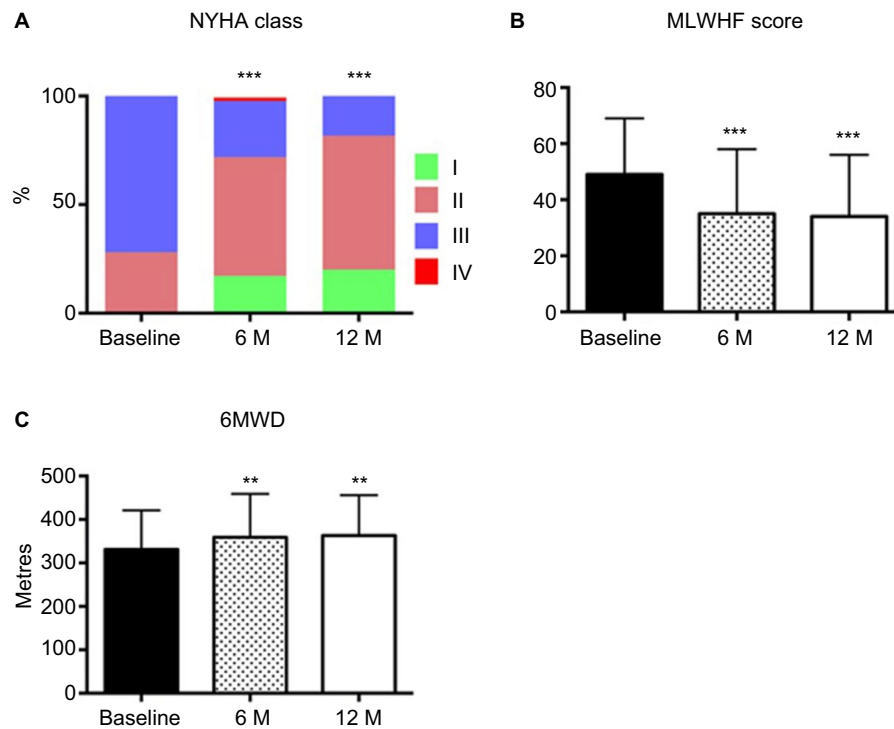 A
NYHA class
*** ***
100
50
0
%
Baseline 6 M 12 M
I
II
III
IV
B
MLWHF score
80
60
40
20
0
*** ***
Baseline 6 M 12 M
C
6MWD
500
400
300
200
100
0
Metres
** **
Baseline 6 M 12 M